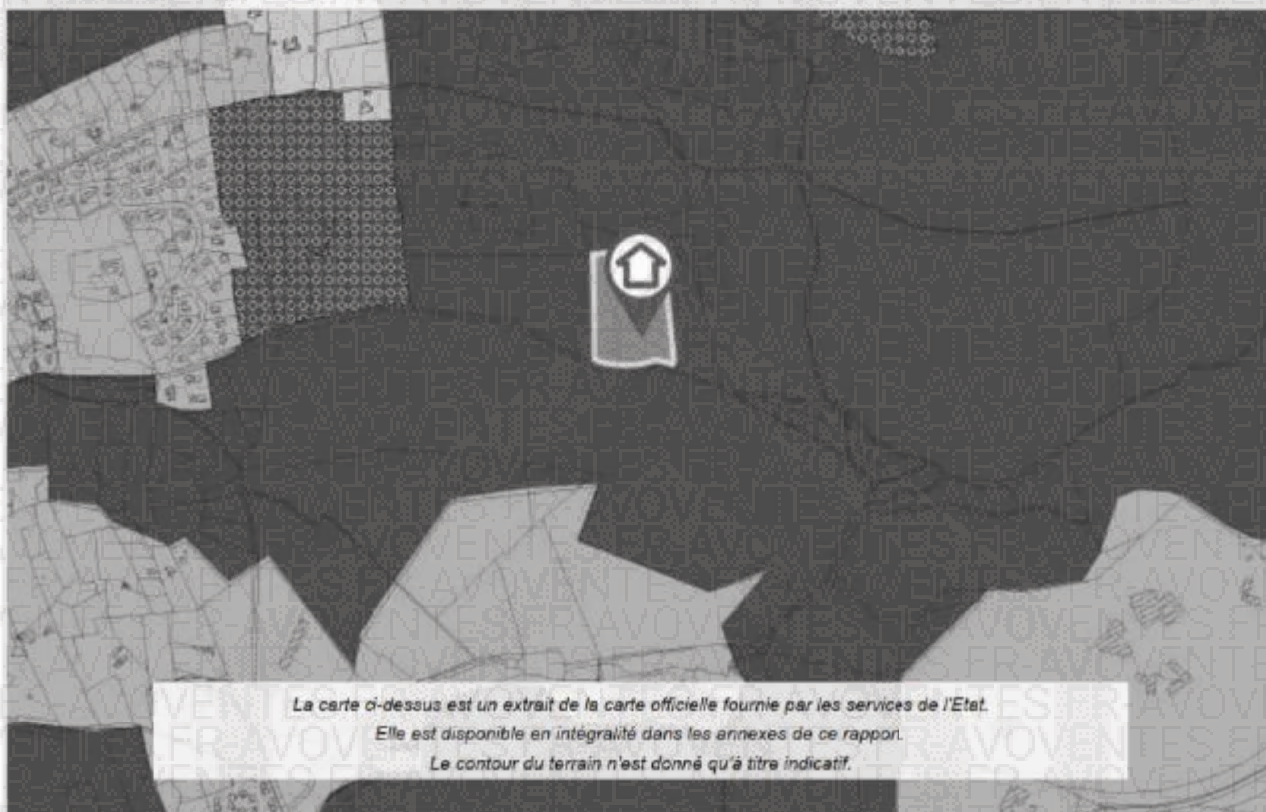 La carte ci-dessus est un extrait de la carte officielle fournie par les services de l'Etat.
Elle est disponible en intégralité dans les annexes de ce rapport.
Le contour du terrain n'est donné qu'à titre indicatif.